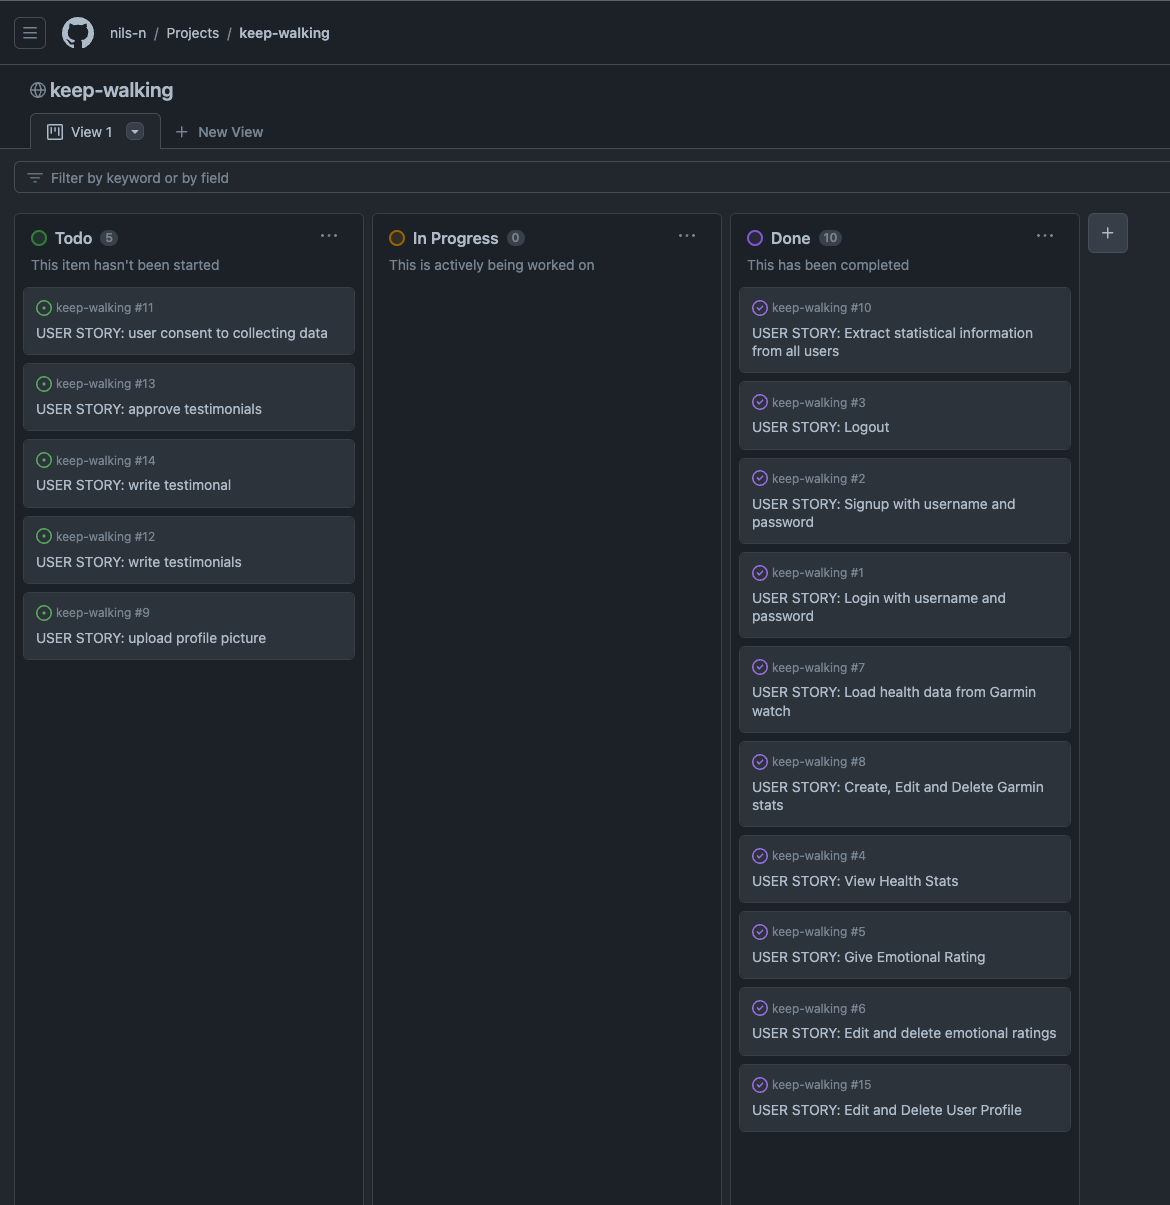 nils-n / Projects / keep-walking
keep-walking
View 1
New View
Filter by keyword or by field
Todo 5
This item hasn't been started
keep-walking #11
USER STORY: user consent to collecting data
keep-walking #13
USER STORY: approve testimonials
keep-walking #14
USER STORY: write testimonal
keep-walking #12
USER STORY: write testimonials
keep-walking #9
USER STORY: upload profile picture
In Progress 0
This is actively being worked on
Done 10
This has been completed
keep-walking #10
USER STORY: Extract statistical information
from all users
keep-walking #3
USER STORY: Logout
keep-walking #2
USER STORY: Signup with username and
password
keep-walking #1
USER STORY: Login with username and
password
keep-walking #7
USER STORY: Load health data from Garmin
watch
keep-walking #8
USER STORY: Create, Edit and Delete Garmin
stats
keep-walking #4
USER STORY: View Health Stats
keep-walking #5
USER STORY: Give Emotional Rating
keep-walking #6
USER STORY: Edit and delete emotional ratings
keep-walking #15
USER STORY: Edit and Delete User Profile